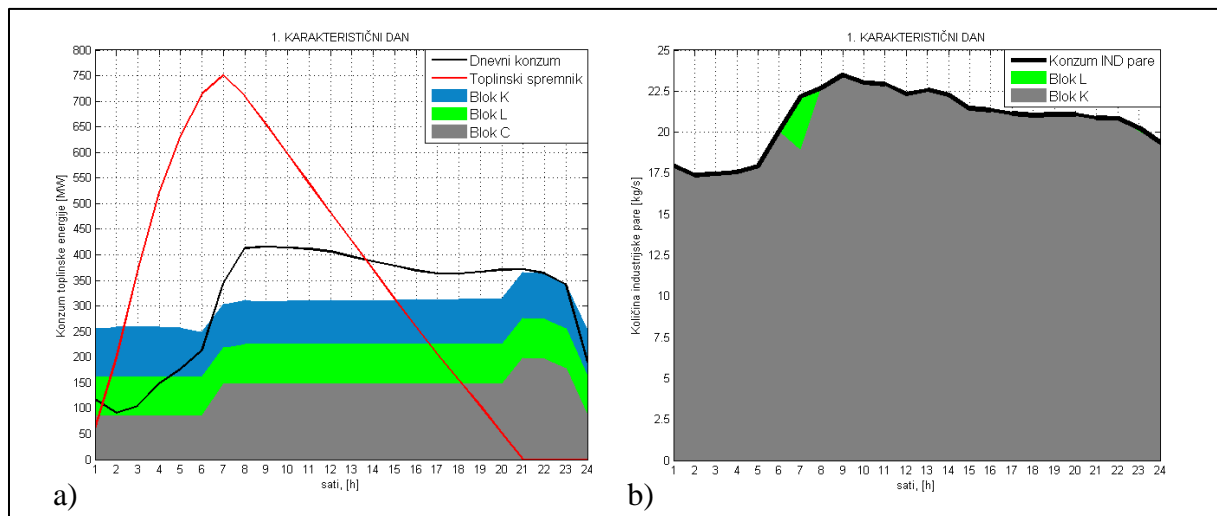 1. KARAKTERISTIČNI DAN
Konzum toplinske energije [MW]
800
750
700
650
600
550
500
450
400
350
300
250
200
150
100
50
0
Dnevni konzum
Toplinski spremnik
Blok K
Blok L
Blok C
1 2 3 4 5 6 7 8 9 10 11 12 13 14 15 16 17 18 19 20 21 22 23 24
sati, [h]
a)
1. KARAKTERISTIČNI DAN
Količina industrijske pare [kg/s]
25
22.5
20
17.5
15
12.5
10
7.5
5
2.5
0
Konzum IND pare
Blok L
Blok K
1 2 3 4 5 6 7 8 9 10 11 12 13 14 15 16 17 18 19 20 21 22 23 24
sati, [h]
b)